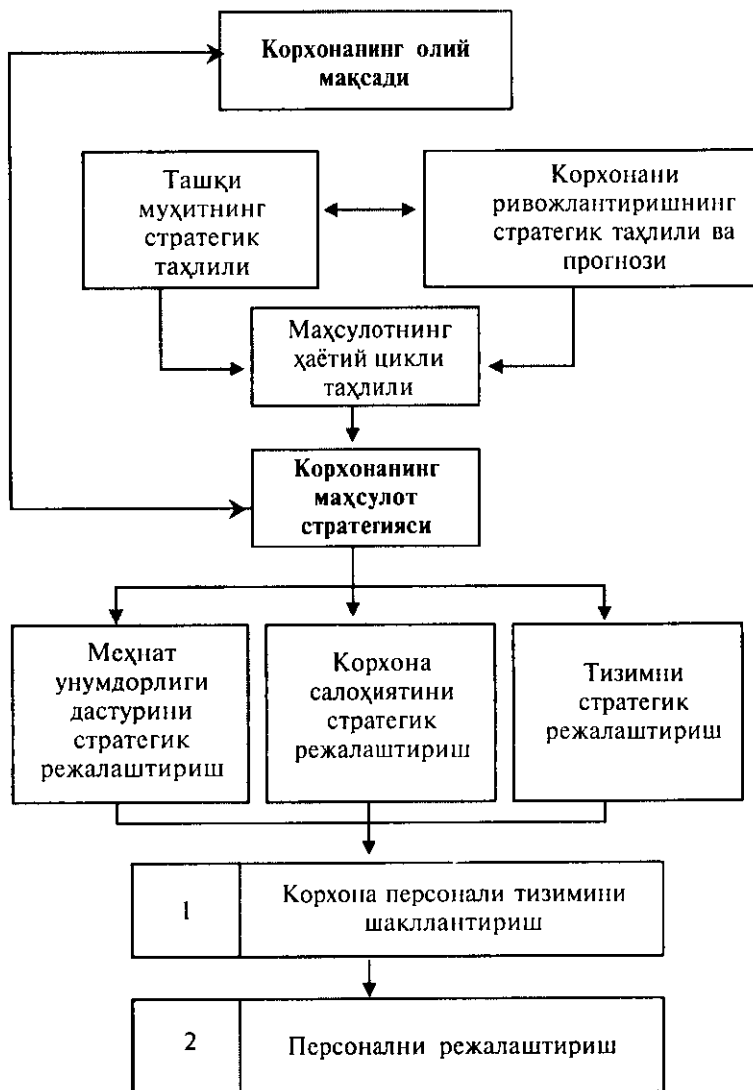 Корхонанинг олий
мақсади
Ташқи
муҳитнинг
стратегик
таҳлили
Корхонани
ривожлантиришнинг
стратегик таҳлили ва
прогнози
Маҳсулотнинг
ҳаётий цикли
таҳлили
Корхонанинг
маҳсулот
стратегияси
Меҳнат
унумдорлиги
дастурини
стратегик
режалаштириш
Корхона
салоҳиятини
стратегик
режалаштириш
Тизимни
стратегик
режалаштириш
1
Корхона персонали тизимини
шакллантириш
2
Персонални режалаштириш